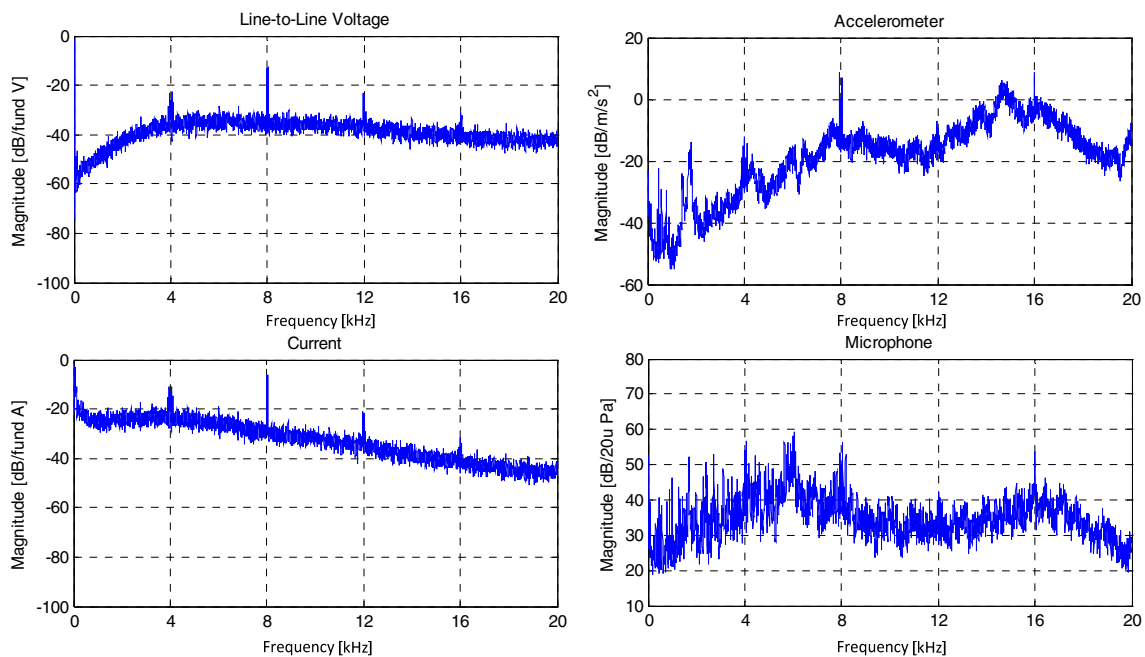 Line-to-Line Voltage
0
-20
-40
-60
-80
-100
Magnitude [dB/fund V]
0 4 8 12 16 20
Frequency [kHz]
Accelerometer
20
0
-20
-40
-60
Magnitude [dB/m/s²]
0 4 8 12 16 20
Frequency [kHz]
Current
0
-20
-40
-60
-80
-100
Magnitude [dB/fund A]
0 4 8 12 16 20
Frequency [kHz]
Microphone
80
70
60
50
40
30
20
10
Magnitude [dB/20u Pa]
0 4 8 12 16 20
Frequency [kHz]